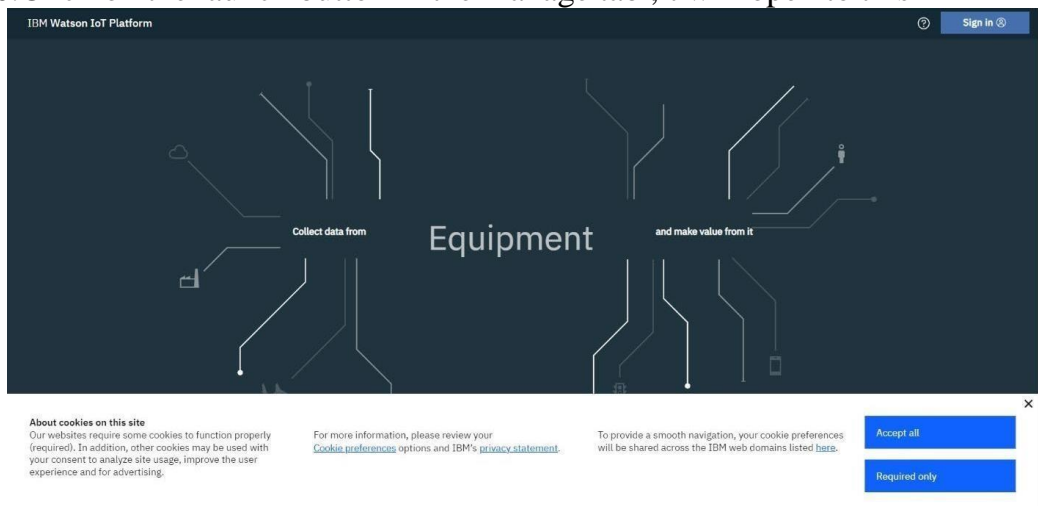 IBM Watson IoT Platform
Sign in
Collect data from
Equipment
and make value from it
About cookies on this site
Our websites require some cookies to function properly
(required). In addition, other cookies may be used with
your consent to analyze site usage, improve the user
experience and for advertising.
For more information, please review your
Cookie preferences options and IBM's privacy statement.
To provide a smooth navigation, your cookie preferences
will be shared across the IBM web domains listed here.
Accept all
Required only